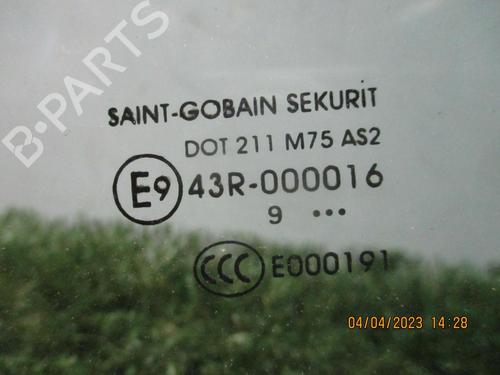 B-PARTS
SAINT-GOBAIN SEKURIT
DOT 211 M75 AS2
E9 43R-000016
9 •••
CCC E000191
04/04/2023 14:28